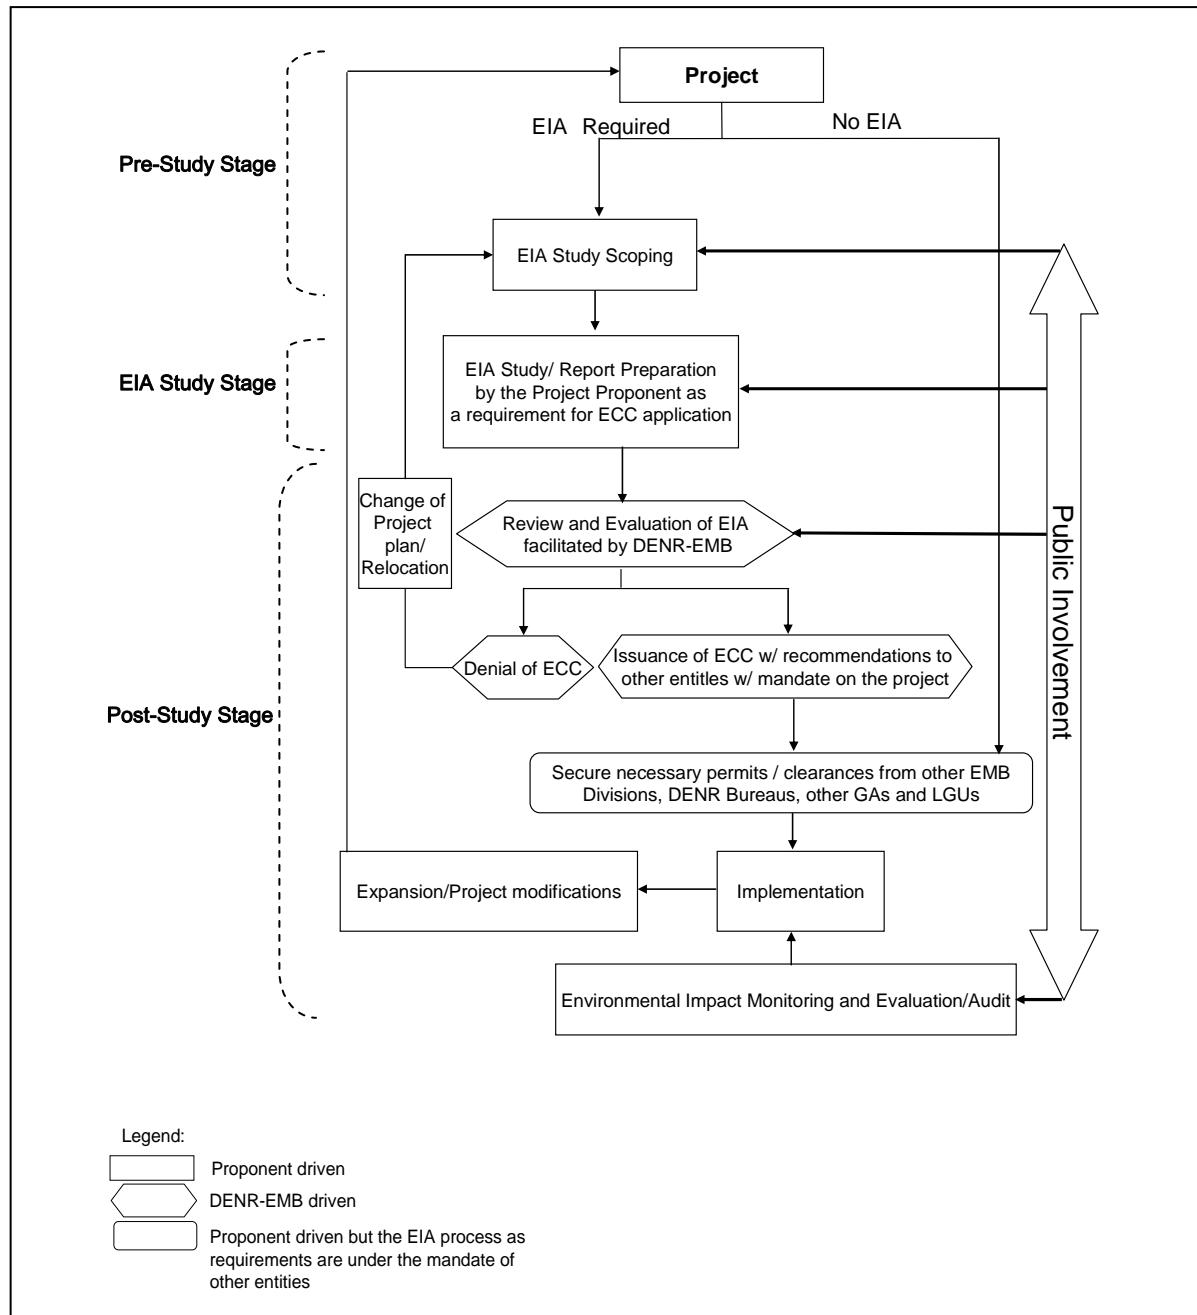 Project
EIA Required
No EIA
Pre-Study Stage
EIA Study Scoping
EIA Study Stage
EIA Study/ Report Preparation
by the Project Proponent as
a requirement for ECC application
Change of
Project
plan/
Relocation
Review and Evaluation of EIA
facilitated by DENR-EMB
Public Involvement
Denial of ECC
Issuance of ECC w/ recommendations to
other entitles w/ mandate on the project
Post-Study Stage
Secure necessary permits / clearances from other EMB
Divisions, DENR Bureaus, other GAs and LGUs
Expansion/Project modifications
Implementation
Environmental Impact Monitoring and Evaluation/Audit
Legend:
Proponent driven
DENR-EMB driven
Proponent driven but the EIA process as
requirements are under the mandate of
other entities